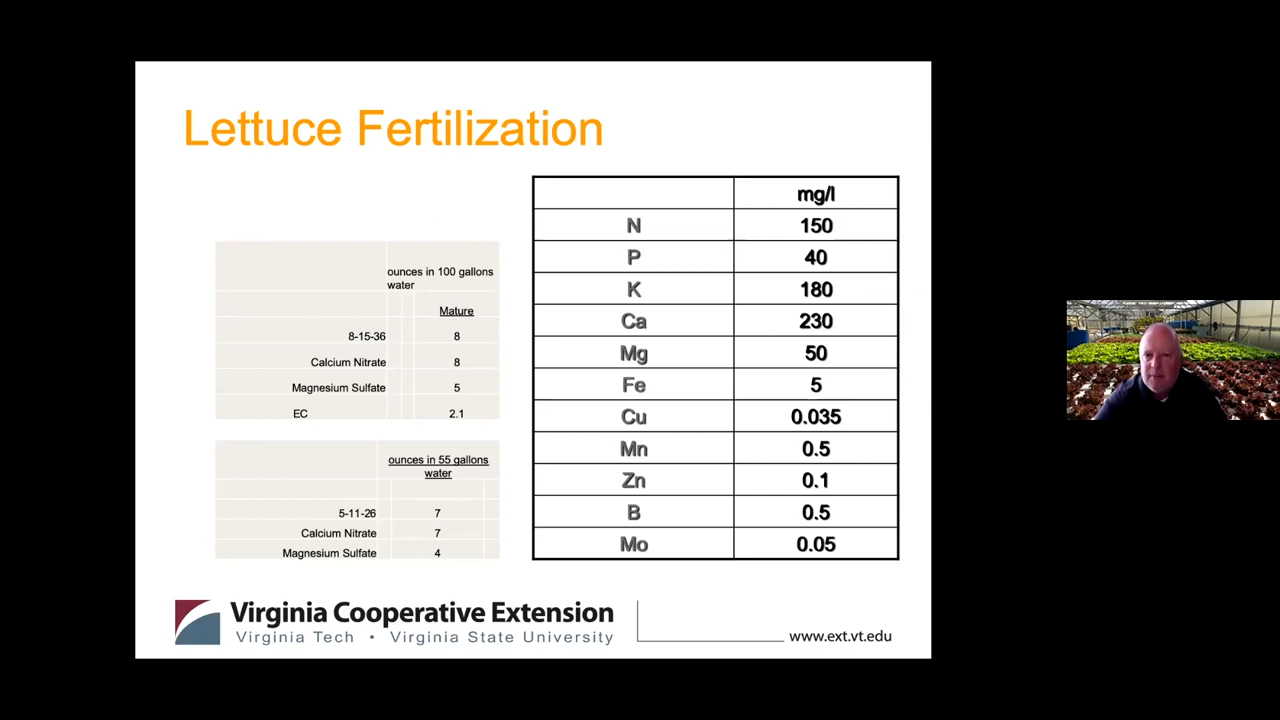 Lettuce Fertilization
ounces in 100 gallons
water
Mature
8-15-36 8
Calcium Nitrate 8
Magnesium Sulfate 5
EC 2.1
ounces in 55 gallons
water
5-11-26 7
Calcium Nitrate 7
Magnesium Sulfate 4
mg/l
N 150
P 40
K 180
Ca 230
Mg 50
Fe 5
Cu 0.035
Mn 0.5
Zn 0.1
B 0.5
Mo 0.05
Virginia Cooperative Extension
Virginia Tech • Virginia State University
www.ext.vt.edu